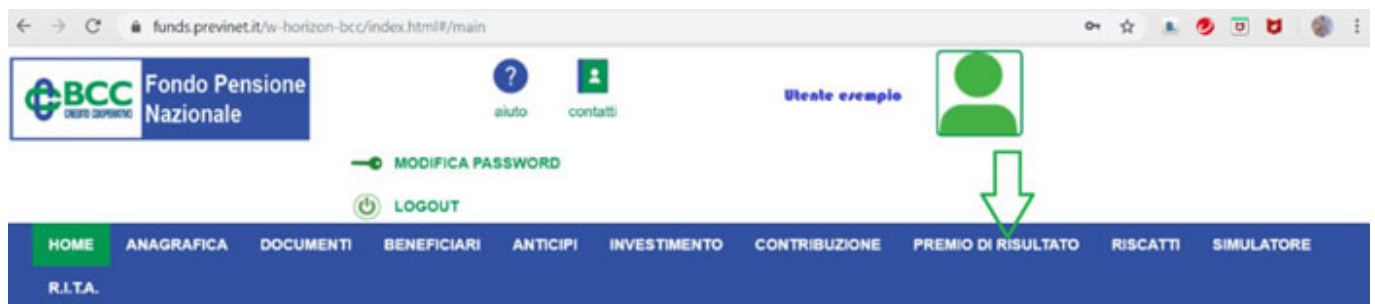 funds.previnet.it/w-horizon-bcc/index.html#/main
BCC
CREDITO COOPERATIVO
Fondo Pensione
Nazionale
?
aiuto
contatti
Utente esempio
MODIFICA PASSWORD
LOGOUT
HOME ANAGRAFICA DOCUMENTI BENEFICIARI ANTICIPI INVESTIMENTO CONTRIBUZIONE PREMIO DI RISULTATO RISCATTI SIMULATORE
R.I.T.A.